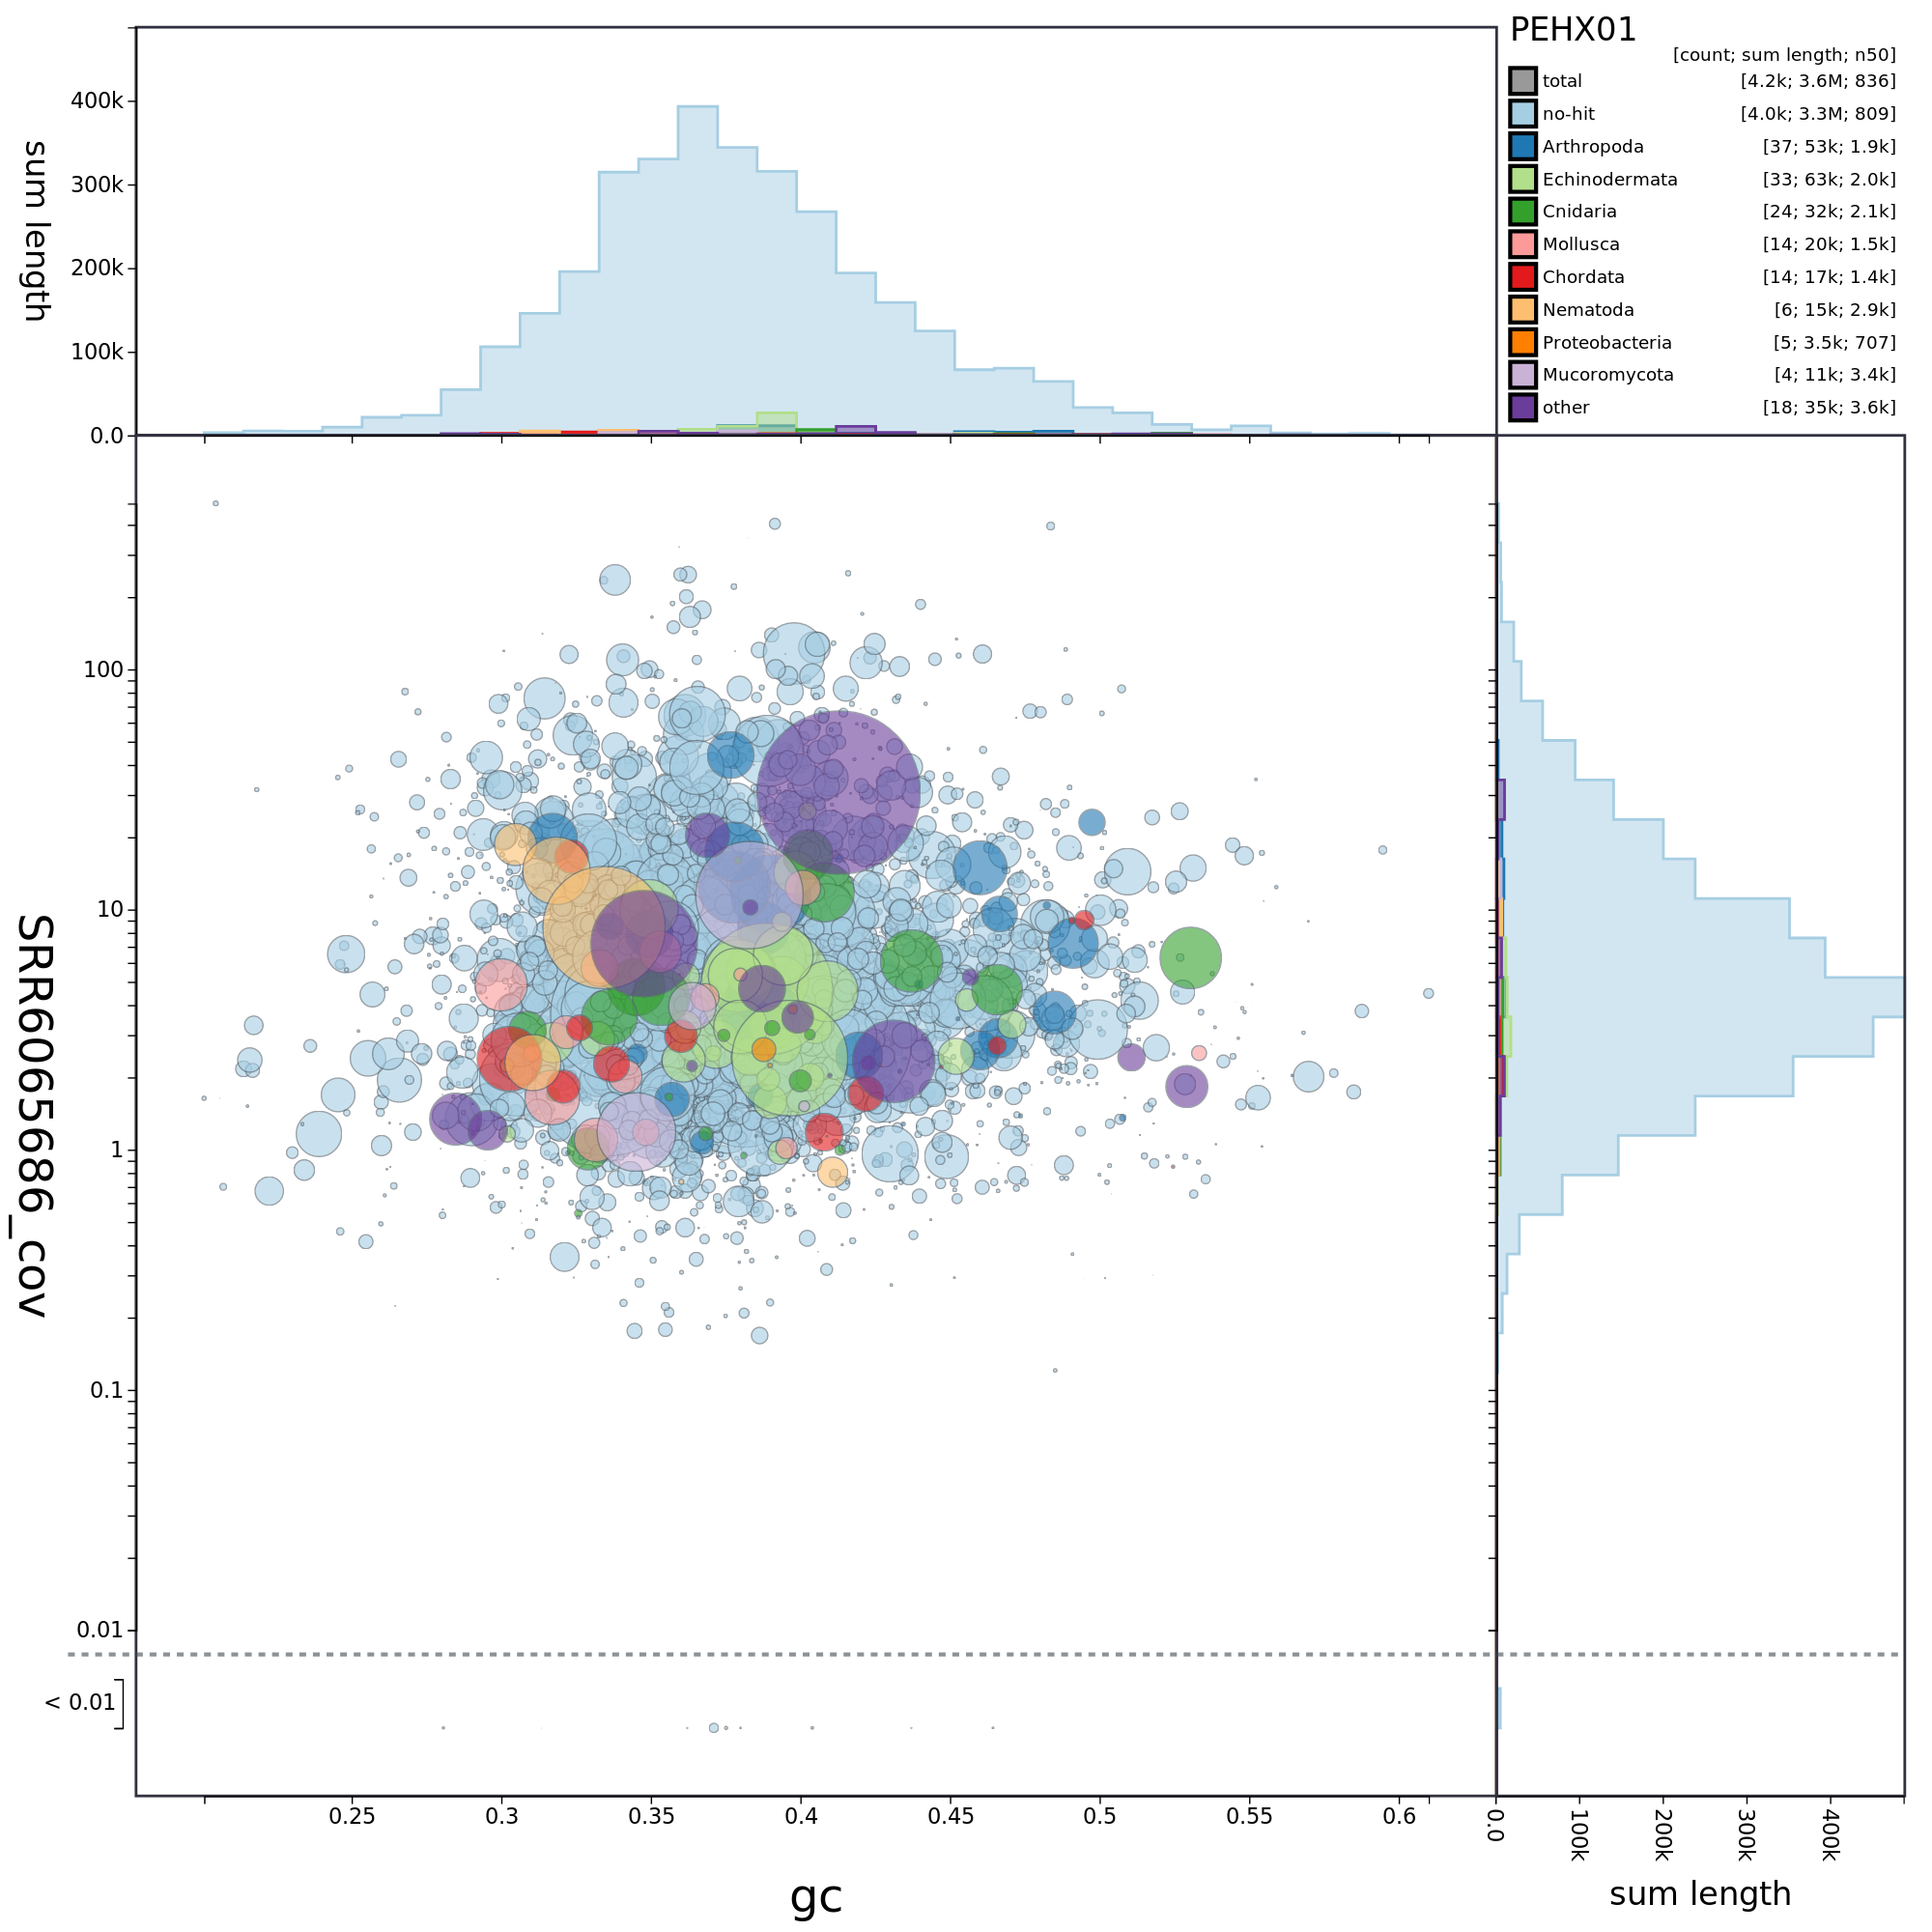 PEHX01
[count; sum length; n50]
total [4.2k; 3.6M; 836]
no-hit [4.0k; 3.3M; 809]
Arthropoda [37; 53k; 1.9k]
Echinodermata [33; 63k; 2.0k]
Cnidaria [24; 32k; 2.1k]
Mollusca [14; 20k; 1.5k]
Chordata [14; 17k; 1.4k]
Nematoda [6; 15k; 2.9k]
Proteobacteria [5; 3.5k; 707]
Mucoromycota [4; 11k; 3.4k]
other [18; 35k; 3.6k]
sum length
400k
300k
200k
100k
0.0
SRR6065686_cov
100
10
1
0.1
0.01
< 0.01
0.25 0.3 0.35 0.4 0.45 0.5 0.55 0.6
gc
0.0 100k 200k 300k 400k
sum length